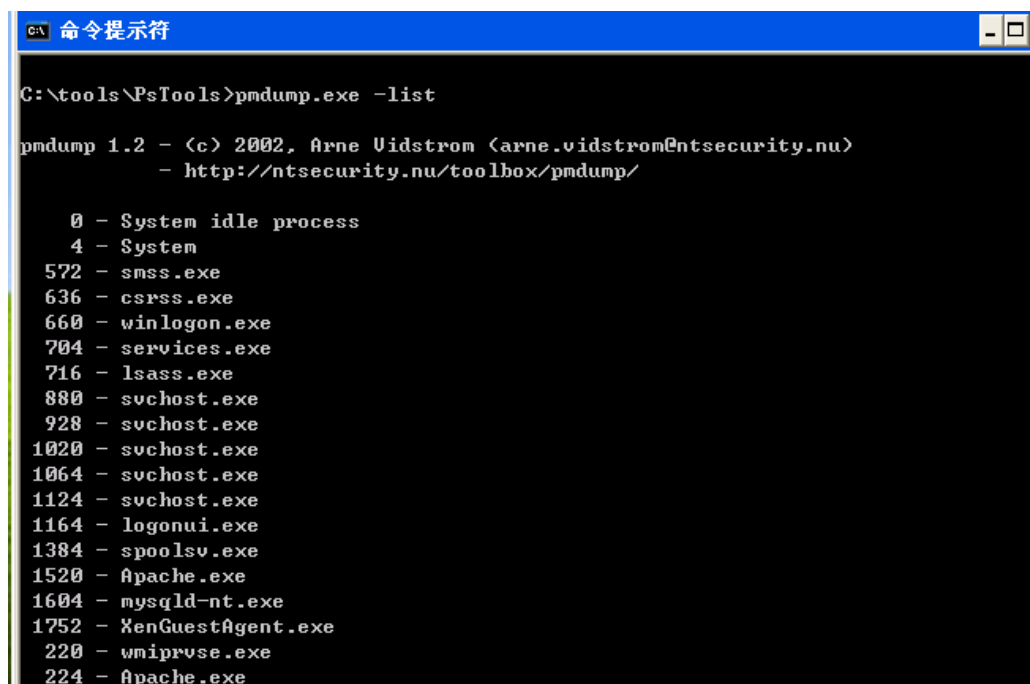 命令提示符
C:\tools\PsTools>pmdump.exe -list
pmdump 1.2 - (c) 2002, Arne Vidstrom (arne.vidstrom@ntsecurity.nu)
- http://ntsecurity.nu/toolbox/pmdump/
0 - System idle process
4 - System
572 - smss.exe
636 - csrss.exe
660 - winlogon.exe
704 - services.exe
716 - lsass.exe
880 - svchost.exe
928 - svchost.exe
1020 - svchost.exe
1064 - svchost.exe
1124 - svchost.exe
1164 - logonui.exe
1384 - spoolsv.exe
1520 - Apache.exe
1604 - mysqld-nt.exe
1752 - XenGuestAgent.exe
220 - wmiprvse.exe
224 - Apache.exe